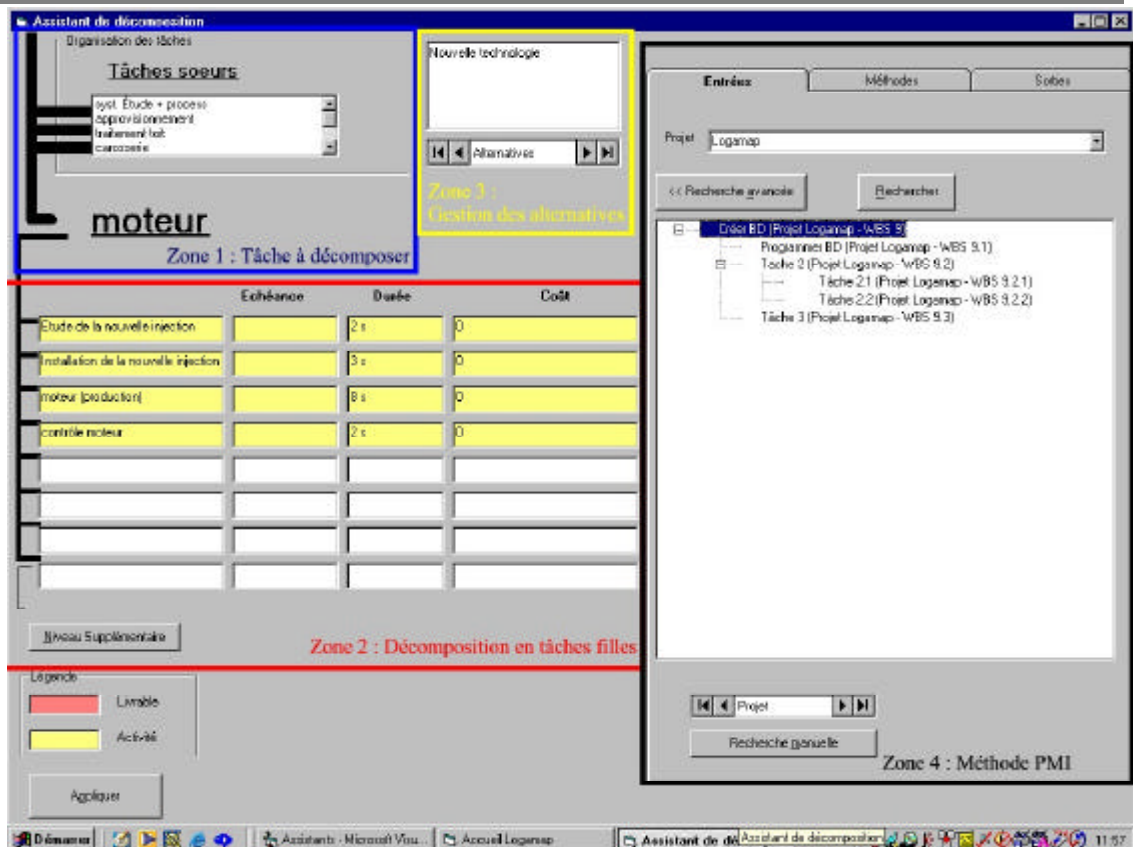 Assistant de décomposition
Organisation des tâches
Tâches soeurs
syst. Étude + process
approvisionnement
traitement toit
carosserie
moteur
Zone 1 : Tâche à décomposer
Nouvelle technologie
Alternatives
Zone 3 :
Gestion des alternatives
Echéance Durée Coût
Etude de la nouvelle injection 2 s 0
Installation de la nouvelle injection 3 s 0
moteur (production) 8 s 0
contrôle moteur 2 s 0
Niveau Supplémentaire
Zone 2 : Décomposition en tâches filles
Légende
Livrable
Activité
Appliquer
Entrées Méthodes Sorties
Projet Logamap
<< Recherche avancée Rechercher
Créer BD (Projet Logamap - WBS 9)
Programmer BD (Projet Logamap - WBS 9.1)
Tache 2 (Projet Logamap - WBS 9.2)
Tâche 2.1 (Projet Logamap - WBS 9.2.1)
Tâche 2.2 (Projet Logamap - WBS 9.2.2)
Tâche 3 (Projet Logamap - WBS 9.3)
Projet
Recherche manuelle
Zone 4 : Méthode PMI
Démarrer Assistants - Microsoft Visu... Accueil Logamap Assistant de dé Assistant de décomposition 11:57